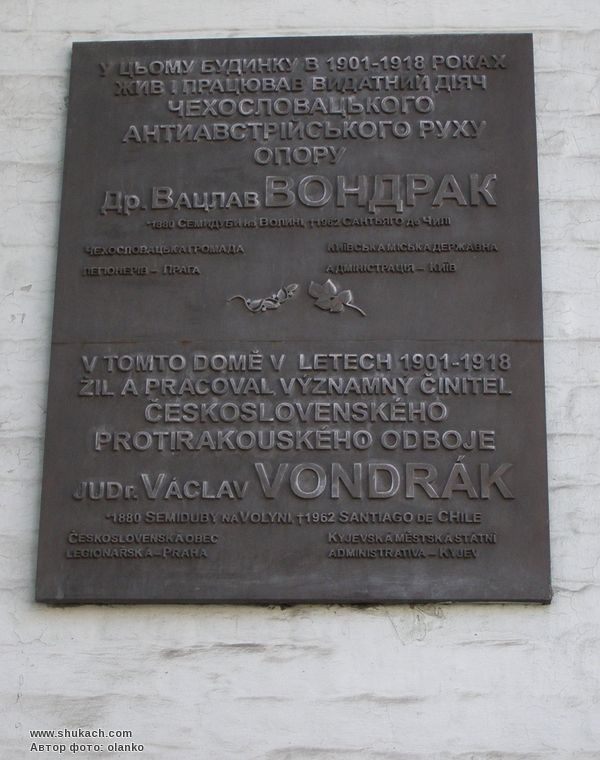 У ЦЬОМУ БУДИНКУ В 1901-1918 РОКАХ
ЖИВ І ПРАЦЮВАВ ВИДАТНИЙ ДІЯЧ
ЧЕХОСЛОВАЦЬКОГО
АНТИАВСТРІЙСЬКОГО РУХУ
ОПОРУ
Др. ВАЦЛАВ ВОНДРАК
*1880 СЕМИДУБИ НА ВОЛИНІ, †1962 САНТЬЯГО ДЕ ЧИЛІ
ЧЕХОСЛОВАЦЬКА ГРОМАДА КИЇВСЬКА МІСЬКА ДЕРЖАВНА
ЛЕГІОНЕРІВ – ПРАГА АДМІНІСТРАЦІЯ – КИЇВ
V TOMTO DOMĚ V LETECH 1901-1918
ŽIL A PRACOVAL VÝZNAMNÝ ČINITEL
ČESKOSLOVENSKÉHO
PROTIRAKOUSKÉHO ODBOJE
JUDr. VÁCLAV VONDRÁK
*1880 SEMIDUBY NA VOLYNI, †1962 SANTIAGO DE CHILE
ČESKOSLOVENSKÁ OBEC KYJEVSKÁ MĚSTSKÁ STÁTNÍ
LEGIONÁŘSKÁ – PRAHA ADMINISTRATIVA – KYJEV
www.shukach.com
Автор фото: olanko